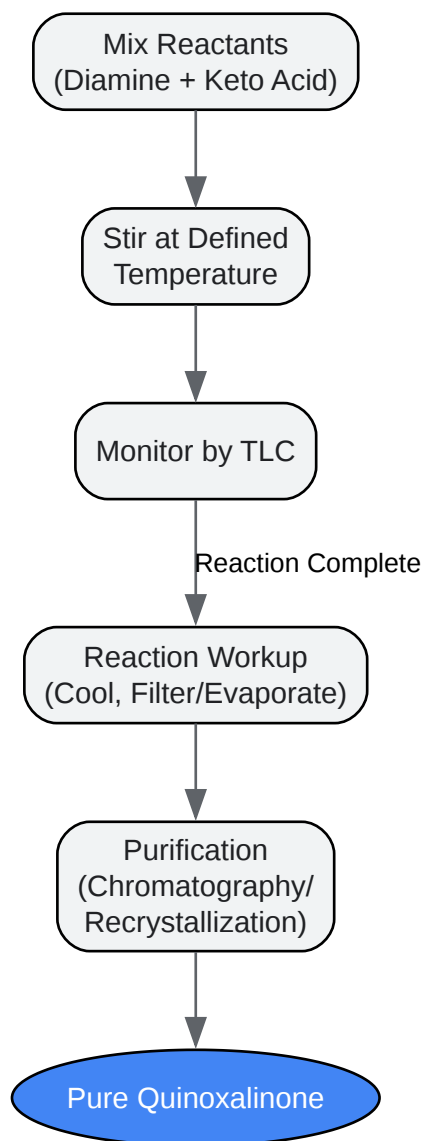 Mix Reactants
(Diamine + Keto Acid)
Stir at Defined
Temperature
Monitor by TLC
Reaction Complete
Reaction Workup
(Cool, Filter/Evaporate)
Purification
(Chromatography/
Recrystallization)
Pure Quinoxalinone